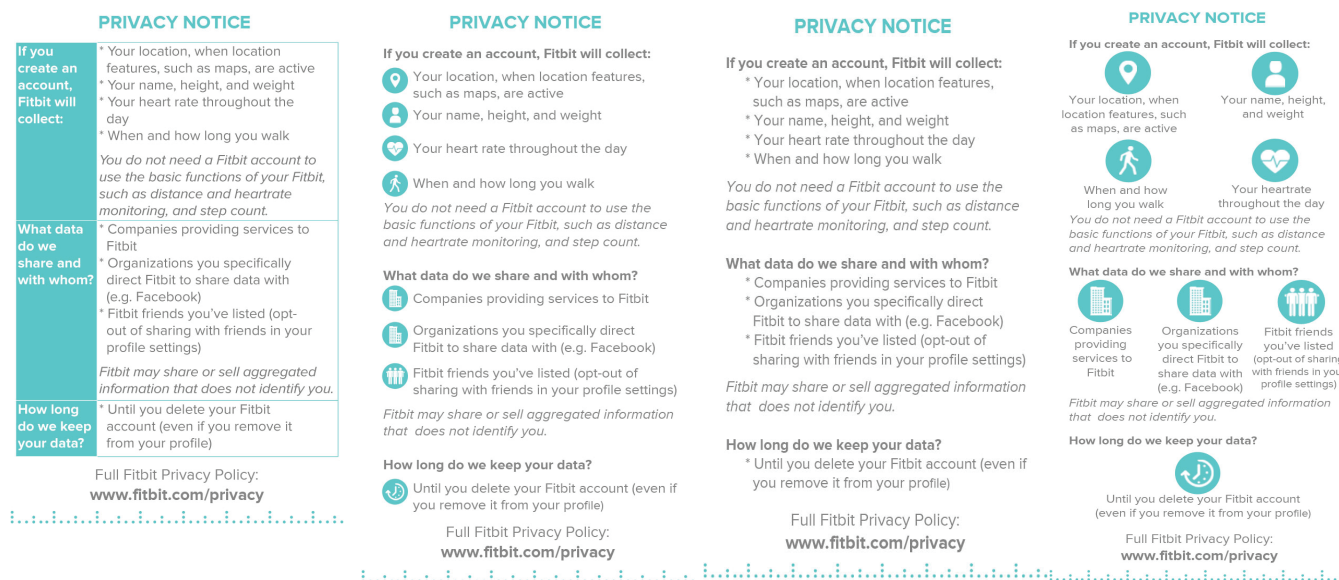 PRIVACY NOTICE
If you
create an
account,
Fitbit will
collect:
* Your location, when location
features, such as maps, are active
* Your name, height, and weight
* Your heart rate throughout the
day
* When and how long you walk
You do not need a Fitbit account to
use the basic functions of your Fitbit,
such as distance and heartrate
monitoring, and step count.
What data
do we
share and
with whom?
* Companies providing services to
Fitbit
* Organizations you specifically
direct Fitbit to share data with
(e.g. Facebook)
* Fitbit friends you've listed (opt-
out of sharing with friends in your
profile settings)
Fitbit may share or sell aggregated
information that does not identify you.
How long
do we keep
your data?
* Until you delete your Fitbit
account (even if you remove it
from your profile)
Full Fitbit Privacy Policy:
www.fitbit.com/privacy
PRIVACY NOTICE
If you create an account, Fitbit will collect:
Your location, when location features,
such as maps, are active
Your name, height, and weight
Your heart rate throughout the day
When and how long you walk
You do not need a Fitbit account to use the
basic functions of your Fitbit, such as distance
and heartrate monitoring, and step count.
What data do we share and with whom?
Companies providing services to Fitbit
Organizations you specifically direct
Fitbit to share data with (e.g. Facebook)
Fitbit friends you've listed (opt-out of
sharing with friends in your profile settings)
Fitbit may share or sell aggregated information
that does not identify you.
How long do we keep your data?
Until you delete your Fitbit account (even if
you remove it from your profile)
Full Fitbit Privacy Policy:
www.fitbit.com/privacy
PRIVACY NOTICE
If you create an account, Fitbit will collect:
* Your location, when location features,
such as maps, are active
* Your name, height, and weight
* Your heart rate throughout the day
* When and how long you walk
You do not need a Fitbit account to use the
basic functions of your Fitbit, such as distance
and heartrate monitoring, and step count.
What data do we share and with whom?
* Companies providing services to Fitbit
* Organizations you specifically direct
Fitbit to share data with (e.g. Facebook)
* Fitbit friends you've listed (opt-out of
sharing with friends in your profile settings)
Fitbit may share or sell aggregated information
that does not identify you.
How long do we keep your data?
* Until you delete your Fitbit account (even if
you remove it from your profile)
Full Fitbit Privacy Policy:
www.fitbit.com/privacy
PRIVACY NOTICE
If you create an account, Fitbit will collect:
Your location, when
location features, such
as maps, are active
Your name, height,
and weight
When and how
long you walk
Your heartrate
throughout the day
You do not need a Fitbit account to use the
basic functions of your Fitbit, such as distance
and heartrate monitoring, and step count.
What data do we share and with whom?
Companies
providing
services to
Fitbit
Organizations
you specifically
direct Fitbit to
share data with
(e.g. Facebook)
Fitbit friends
you've listed
(opt-out of sharing
with friends in your
profile settings)
Fitbit may share or sell aggregated information
that does not identify you.
How long do we keep your data?
Until you delete your Fitbit account
(even if you remove it from your profile)
Full Fitbit Privacy Policy:
www.fitbit.com/privacy